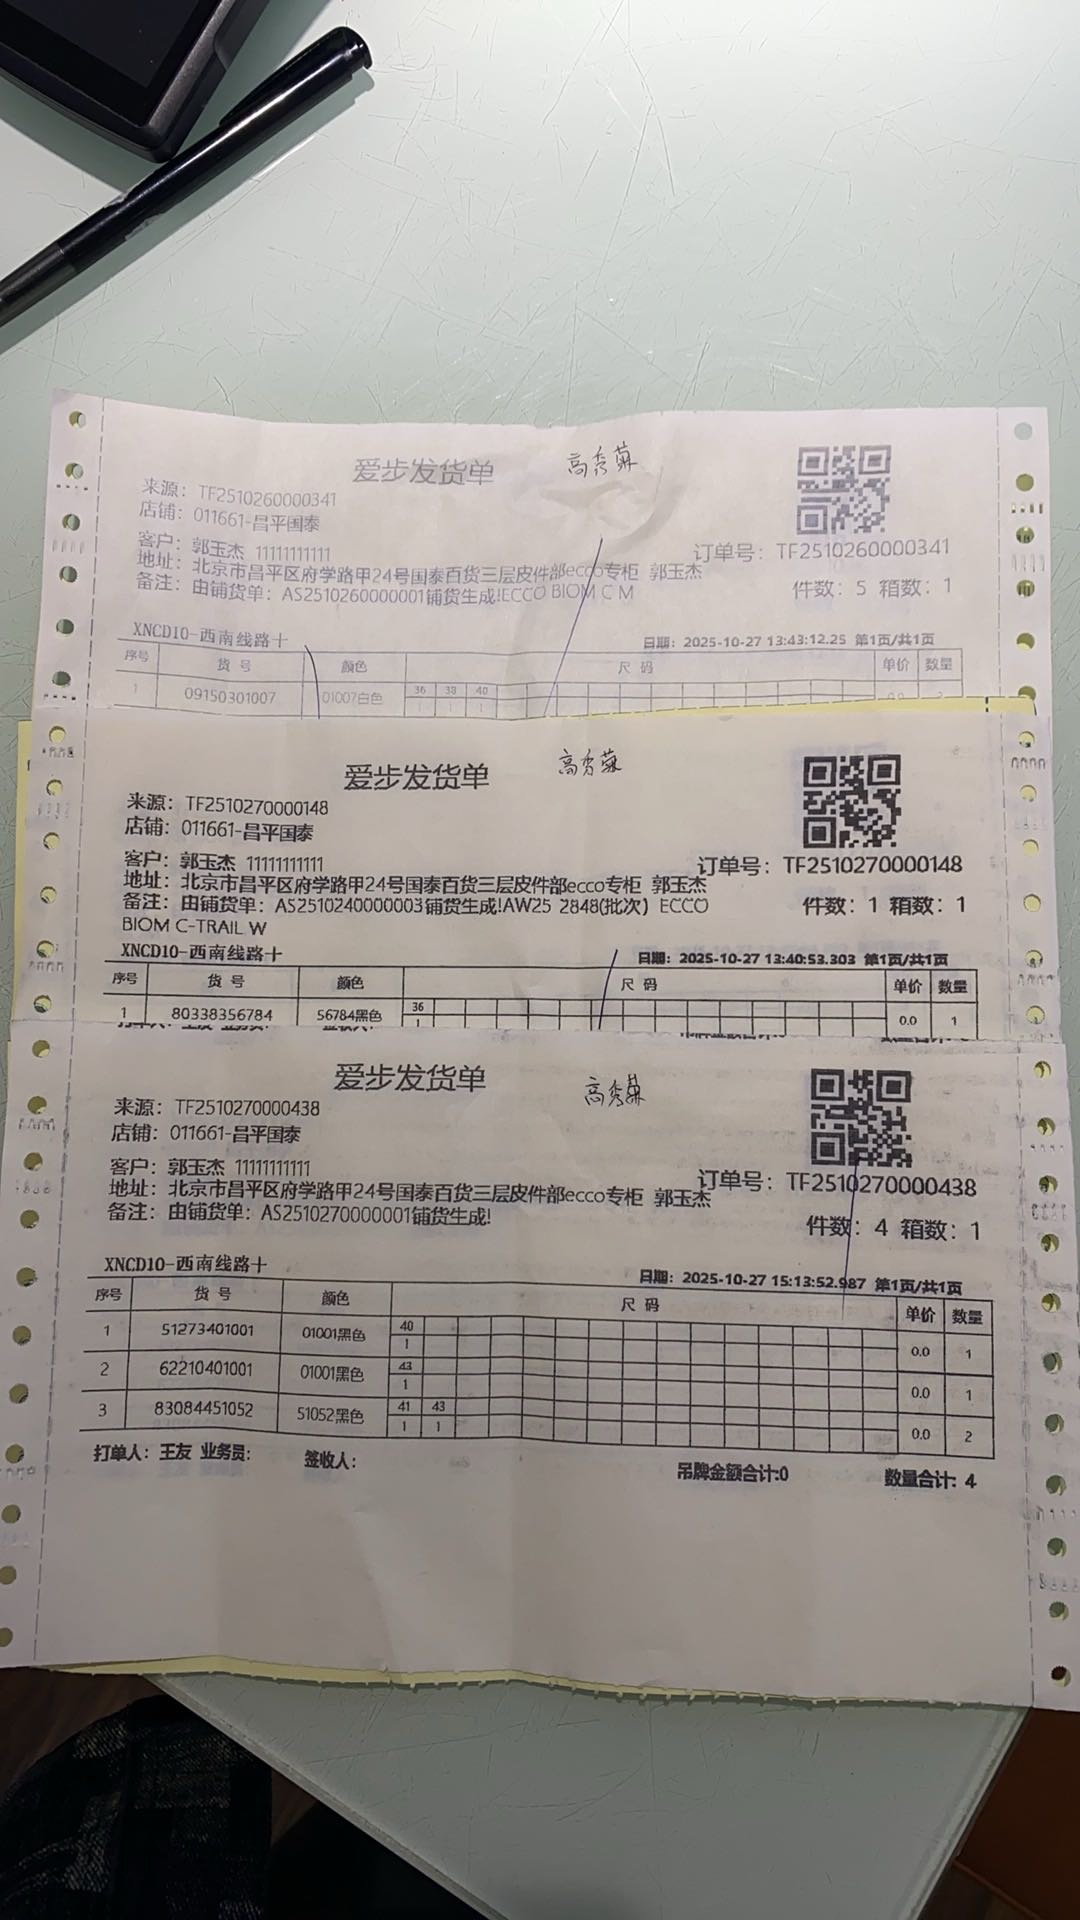 爱步发货单
高秀菊
来源：TF2510260000341
店铺：011661-昌平国泰
客户：郭玉杰 11111111111
订单号：TF2510260000341
地址：北京市昌平区府学路甲24号国泰百货三层皮件部ecco专柜 郭玉杰
备注：由铺货单：AS2510260000001铺货生成!ECCO BIOM C M
件数：5 箱数：1
XNCD10-西南线路十
日期：2025-10-27 13:43:12.25 第1页/共1页
序号 货 号 颜色 尺 码 单价 数量
1 09150301007 01007白色 36 38 40
1 1 1
爱步发货单
高秀菊
来源：TF2510270000148
店铺：011661-昌平国泰
客户：郭玉杰 11111111111
订单号：TF2510270000148
地址：北京市昌平区府学路甲24号国泰百货三层皮件部ecco专柜 郭玉杰
备注：由铺货单：AS2510240000003铺货生成!AW25 2848(批次）ECCO
BIOM C-TRAIL W
件数：1 箱数：1
XNCD10-西南线路十
日期：2025-10-27 13:40:53.303 第1页/共1页
序号 货 号 颜色 尺 码 单价 数量
1 80338356784 56784黑色 36 0.0 1
1
爱步发货单
高秀菊
来源：TF2510270000438
店铺：011661-昌平国泰
客户：郭玉杰 11111111111
订单号：TF2510270000438
地址：北京市昌平区府学路甲24号国泰百货三层皮件部ecco专柜 郭玉杰
备注：由铺货单：AS2510270000001铺货生成!
件数：4 箱数：1
XNCD10-西南线路十
日期：2025-10-27 15:13:52.987 第1页/共1页
序号 货 号 颜色 尺 码 单价 数量
1 51273401001 01001黑色 40 0.0 1
1
2 62210401001 01001黑色 43 0.0 1
1
3 83084451052 51052黑色 41 43 0.0 2
1 1
打单人：王友 业务员： 签收人： 吊牌金额合计:0 数量合计: 4